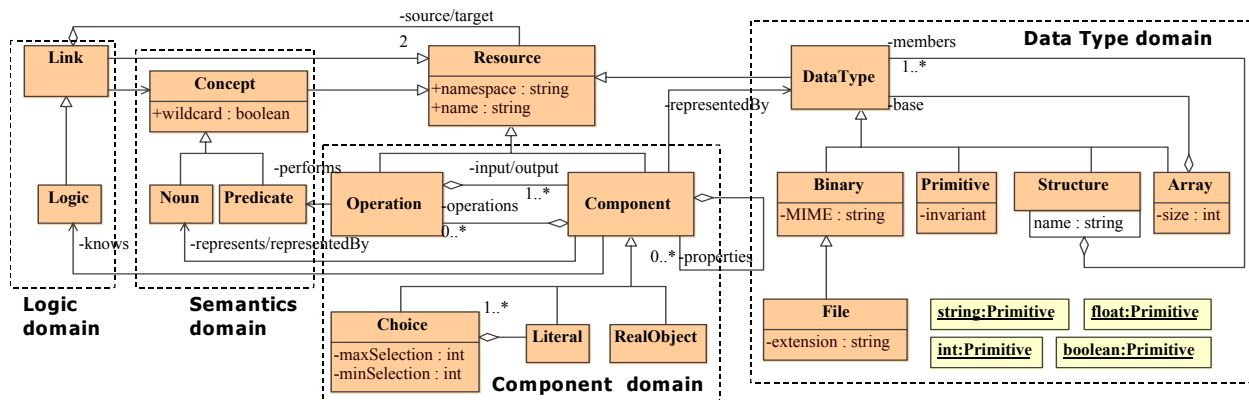 -source/target
2
Link
Resource
+namespace : string
+name : string
Concept
+wildcard : boolean
DataType
-members
1..*
-base
Data Type domain
-representedBy
-performs
-input/output
1..*
Noun
Predicate
Logic
Operation
-operations
0..*
Component
-knows
-represents/representedBy
0..*
-properties
Binary
-MIME : string
Primitive
-invariant
Structure
name : string
Array
-size : int
Logic
domain
Semantics
domain
Choice
-maxSelection : int
-minSelection : int
1..*
Literal
RealObject
Component domain
File
-extension : string
string:Primitive
float:Primitive
int:Primitive
boolean:Primitive